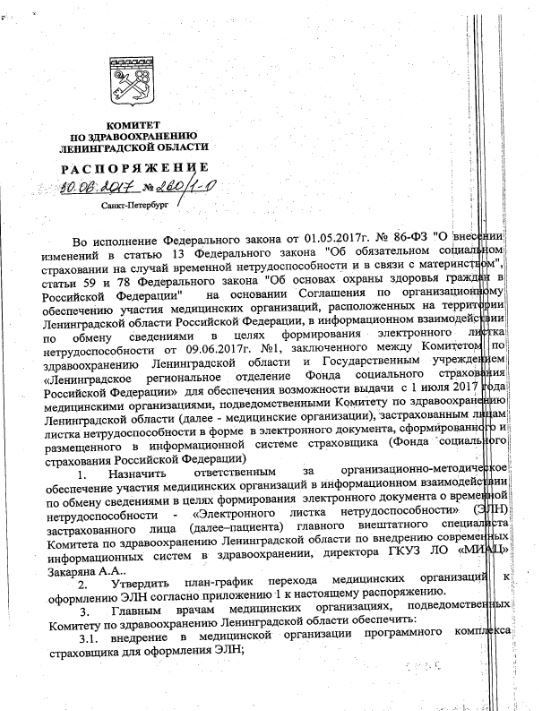 КОМИТЕТ
ПО ЗДРАВООХРАНЕНИЮ
ЛЕНИНГРАДСКОЙ ОБЛАСТИ
РАСПОРЯЖЕНИЕ
30.06.2017 № 260/1-О
Санкт-Петербург
Во исполнение Федерального закона от 01.05.2017г. № 86-ФЗ "О внесении
изменений в статью 13 Федерального закона "Об обязательном социальном
страховании на случай временной нетрудоспособности и в связи с материнством",
статьи 59 и 78 Федерального закона "Об основах охраны здоровья граждан в
Российской Федерации" на основании Соглашения по организационному
обеспечению участия медицинских организаций, расположенных на территории
Ленинградской области Российской Федерации, в информационном взаимодействии
по обмену сведениями в целях формирования электронного листка
нетрудоспособности от 09.06.2017г. №1, заключенного между Комитетом по
здравоохранению Ленинградской области и Государственным учреждением
«Ленинградское региональное отделение Фонда социального страхования
Российской Федерации» для обеспечения возможности выдачи с 1 июля 2017 года
медицинскими организациями, подведомственными Комитету по здравоохранению
Ленинградской области (далее - медицинские организации), застрахованным лицам
листка нетрудоспособности в форме в электронного документа, сформированного и
размещенного в информационной системе страховщика (Фонда социального
страхования Российской Федерации)
1. Назначить ответственным за организационно-методическое
обеспечение участия медицинских организаций в информационном взаимодействии
по обмену сведениями в целях формирования электронного документа о временной
нетрудоспособности - «Электронного листка нетрудоспособности» (ЭЛН)
застрахованного лица (далее–пациента) главного внештатного специалиста
Комитета по здравоохранению Ленинградской области по внедрению современных
информационных систем в здравоохранении, директора ГКУЗ ЛО «МИАЦ»
Закаряна А.А..
2. Утвердить план-график перехода медицинских организаций к
оформлению ЭЛН согласно приложению 1 к настоящему распоряжению.
3. Главным врачам медицинских организациях, подведомственных
Комитету по здравоохранению Ленинградской области обеспечить:
3.1. внедрение в медицинской организации программного комплекса
страховщика для оформления ЭЛН;